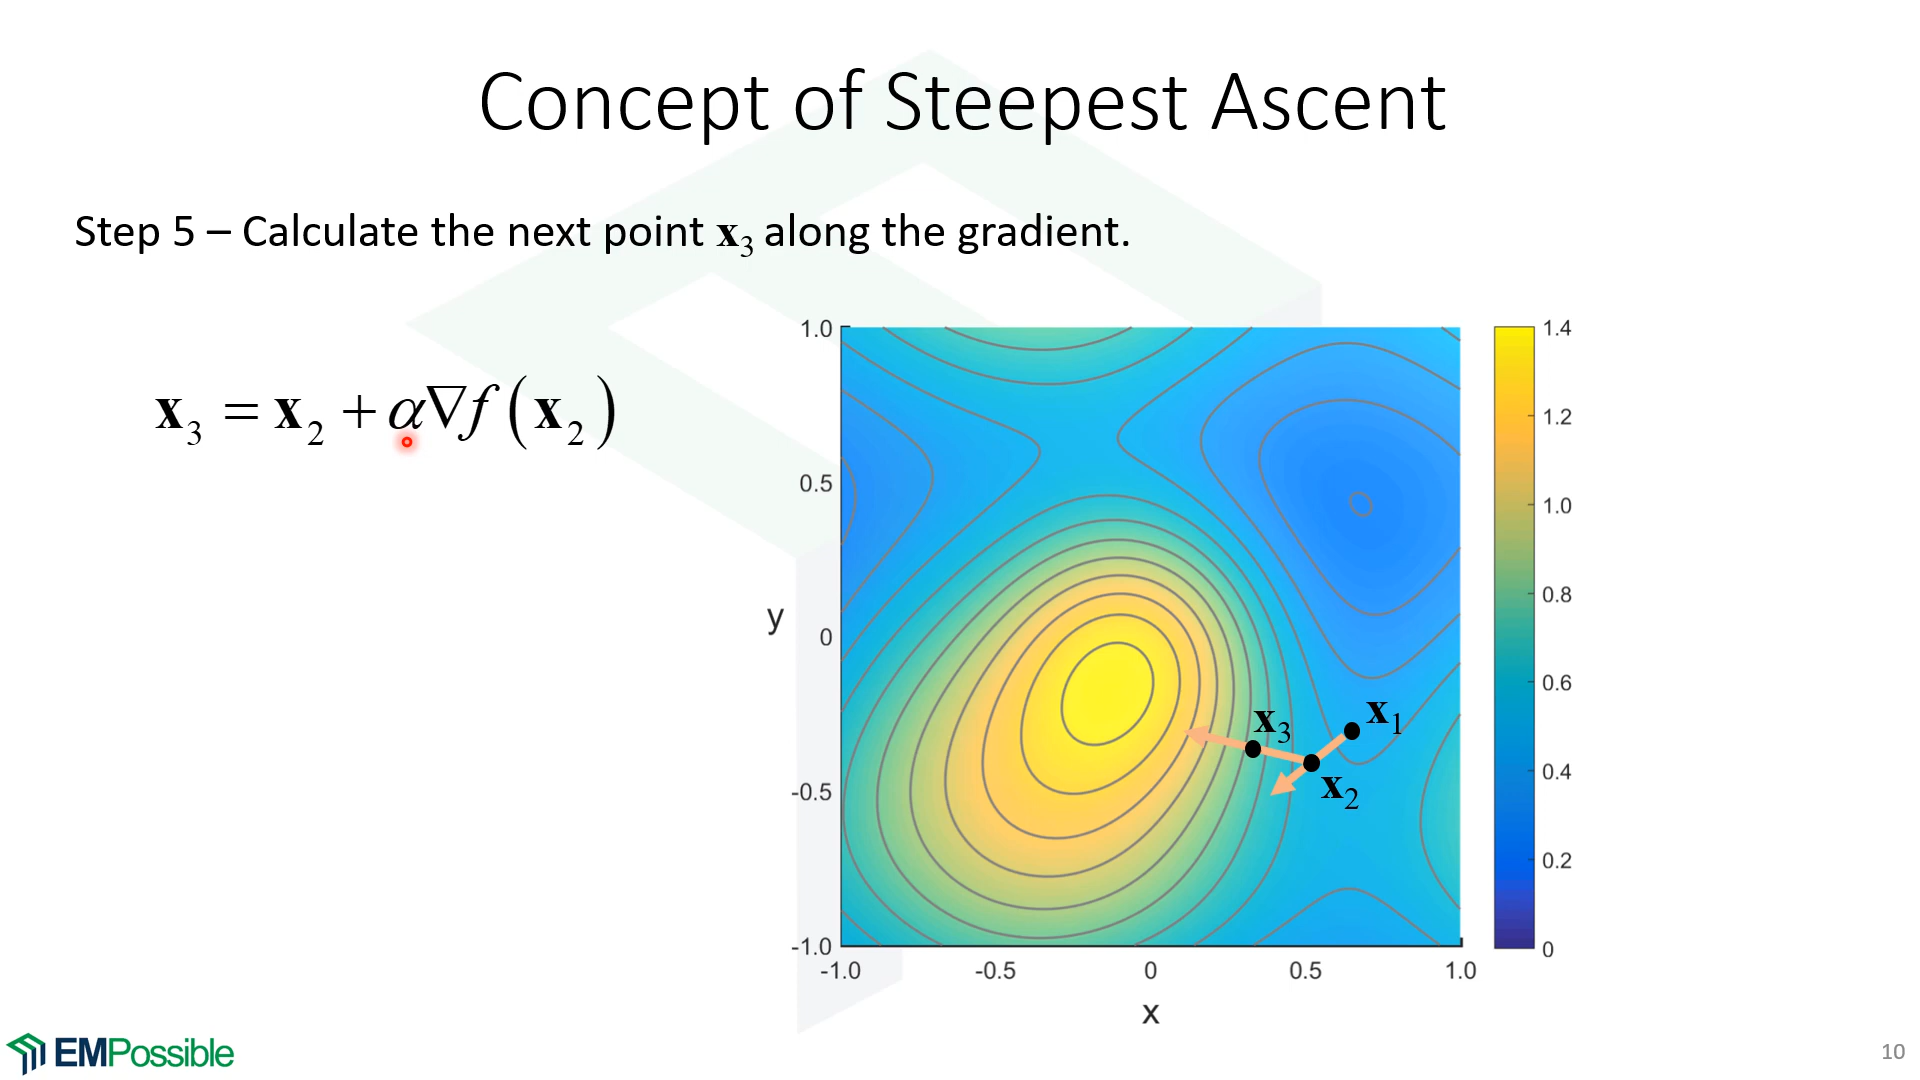 Concept of Steepest Ascent
Step 5 – Calculate the next point x₃ along the gradient.
x₃ = x₂ + α∇f(x₂)
1.0
0.5
0
-0.5
-1.0
y
-1.0 -0.5 0 0.5 1.0
x
x₃
x₁
x₂
1.4
1.2
1.0
0.8
0.6
0.4
0.2
0
EMPossible
10